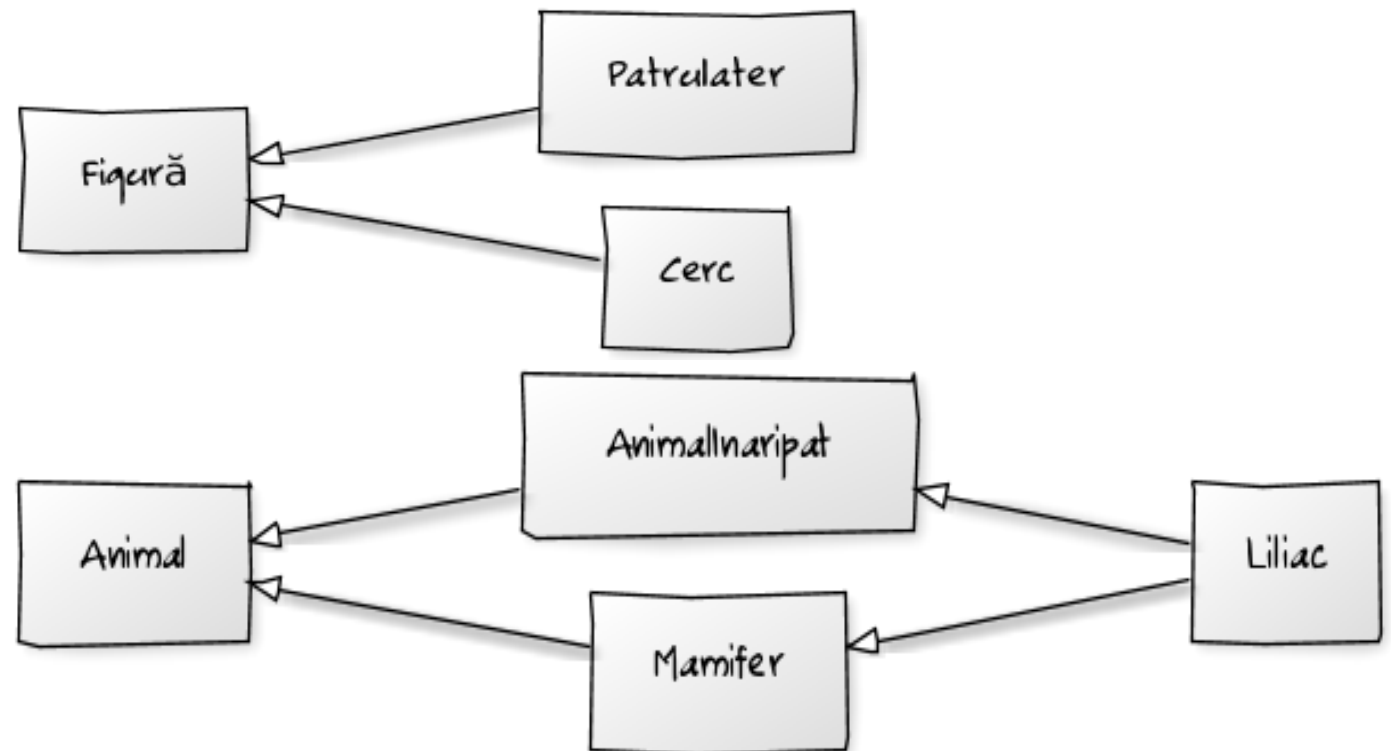 Patrulater
Figură
Cerc
AnimalInaripat
Animal
Liliac
Mamifer